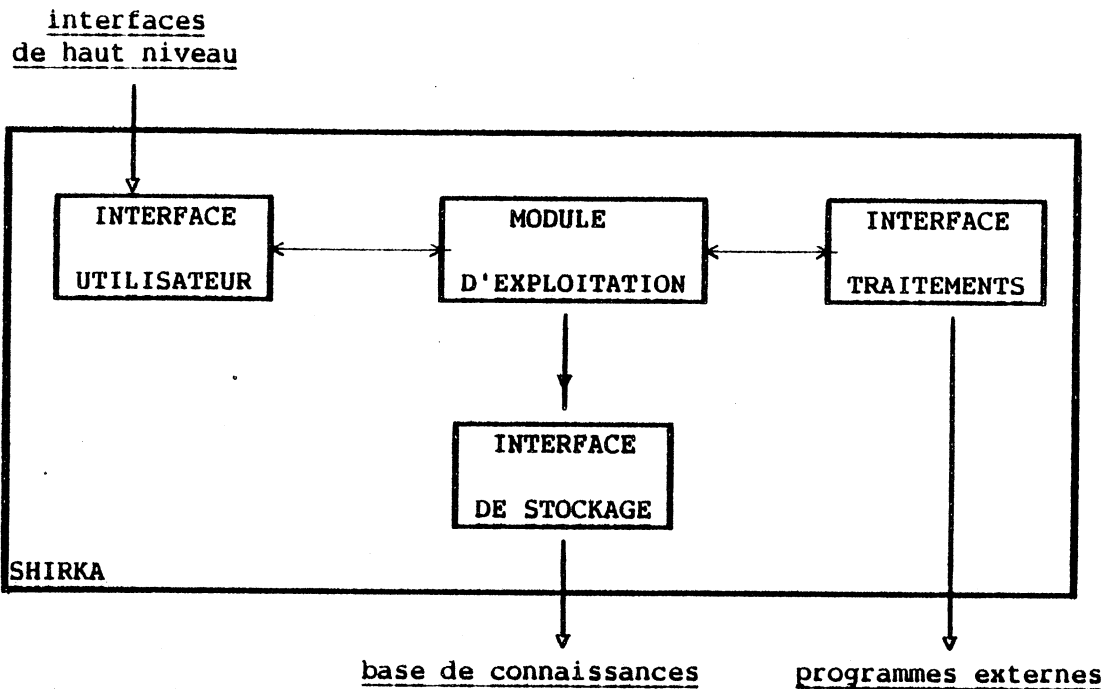 interfaces
de haut niveau
INTERFACE
UTILISATEUR
MODULE
D'EXPLOITATION
INTERFACE
TRAITEMENTS
INTERFACE
DE STOCKAGE
SHIRKA
base de connaissances
programmes externes